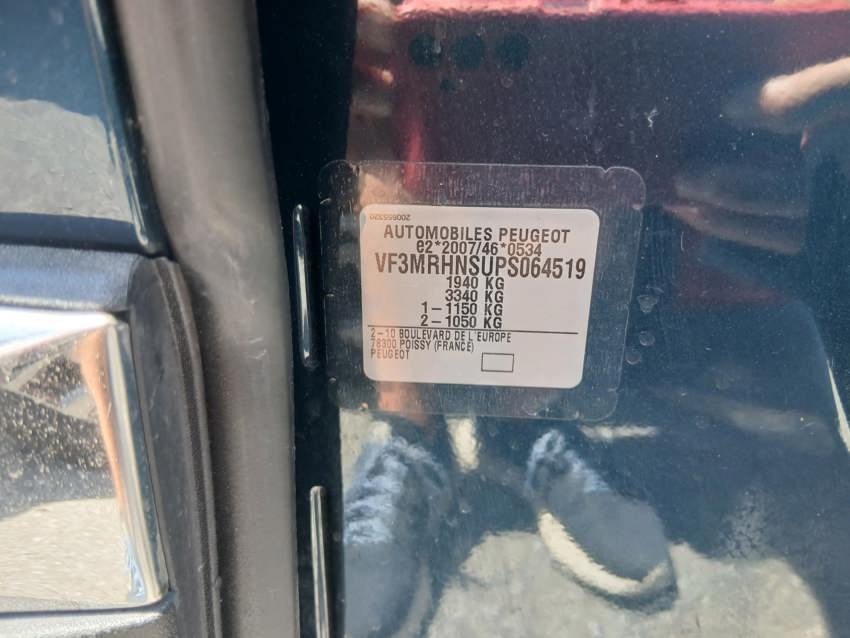 200655320
AUTOMOBILES PEUGEOT
e2*2007/46*0534
VF3MRHNSUPS064519
1940 KG
3340 KG
1-1150 KG
2-1050 KG
2-10 BOULEVARD DE L'EUROPE
78300 POISSY (FRANCE)
PEUGEOT